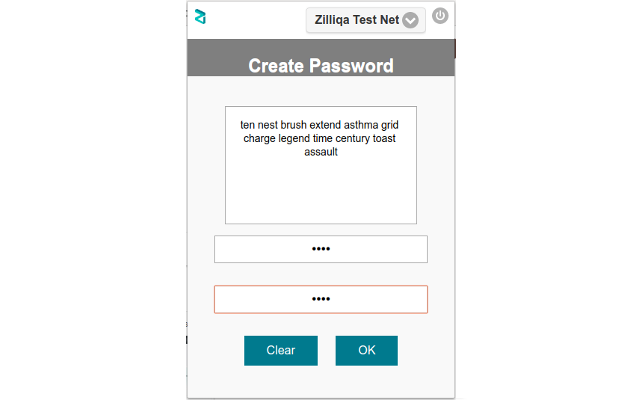 Zilliqa Test Net
Create Password
ten nest brush extend asthma grid
charge legend time century toast
assault
••••
••••
Clear
OK